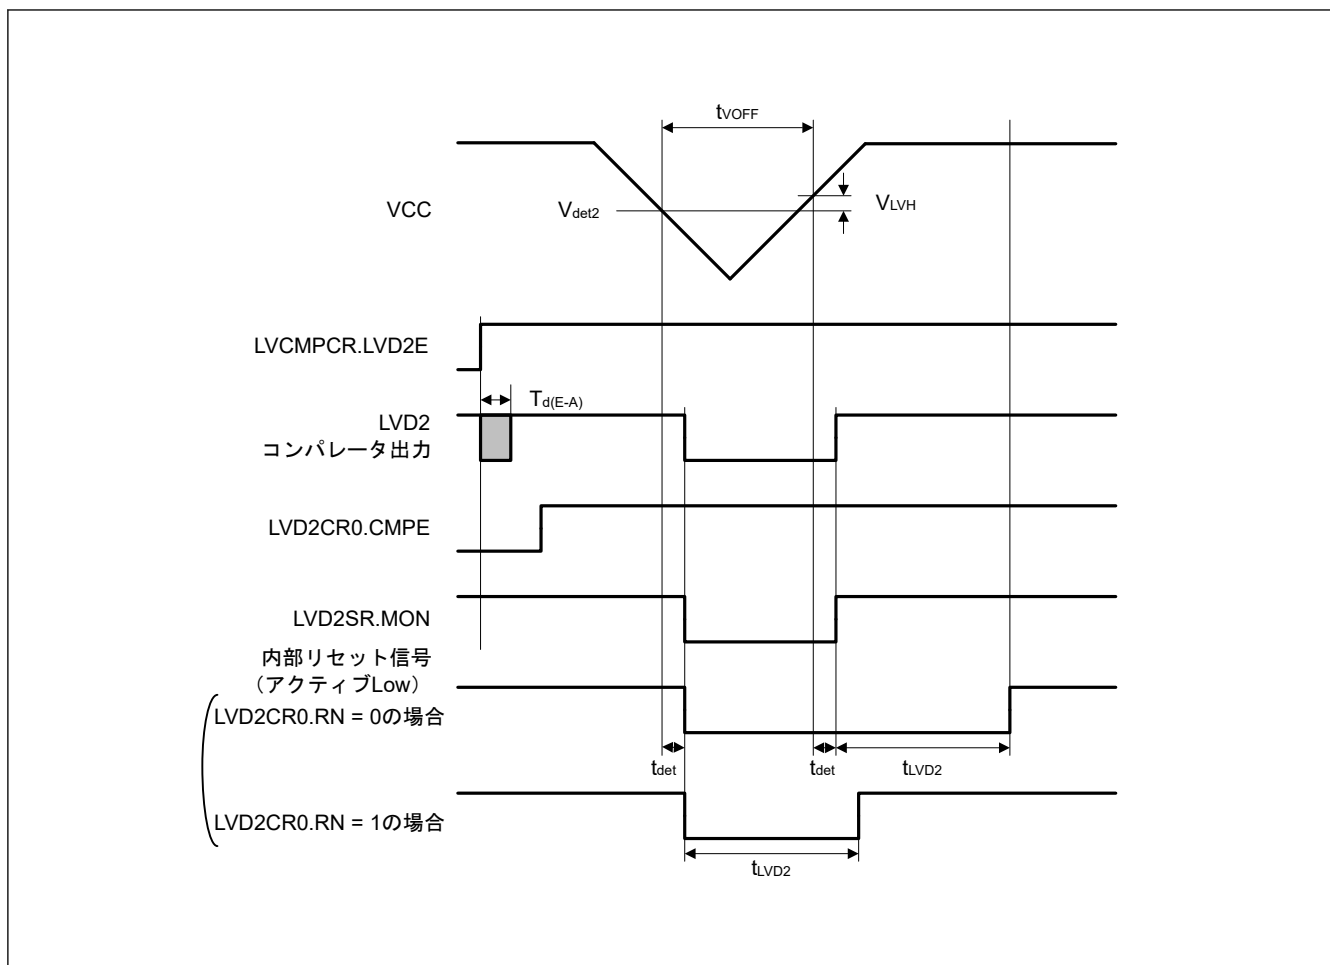 tVOFF
VCC
Vdet2
VLVH
LVCMPCR.LVD2E
Td(E-A)
LVD2
コンパレータ出力
LVD2CR0.CMPE
LVD2SR.MON
内部リセット信号
（アクティブLow）
LVD2CR0.RN = 0の場合
tdet
tdet
tLVD2
LVD2CR0.RN = 1の場合
tLVD2